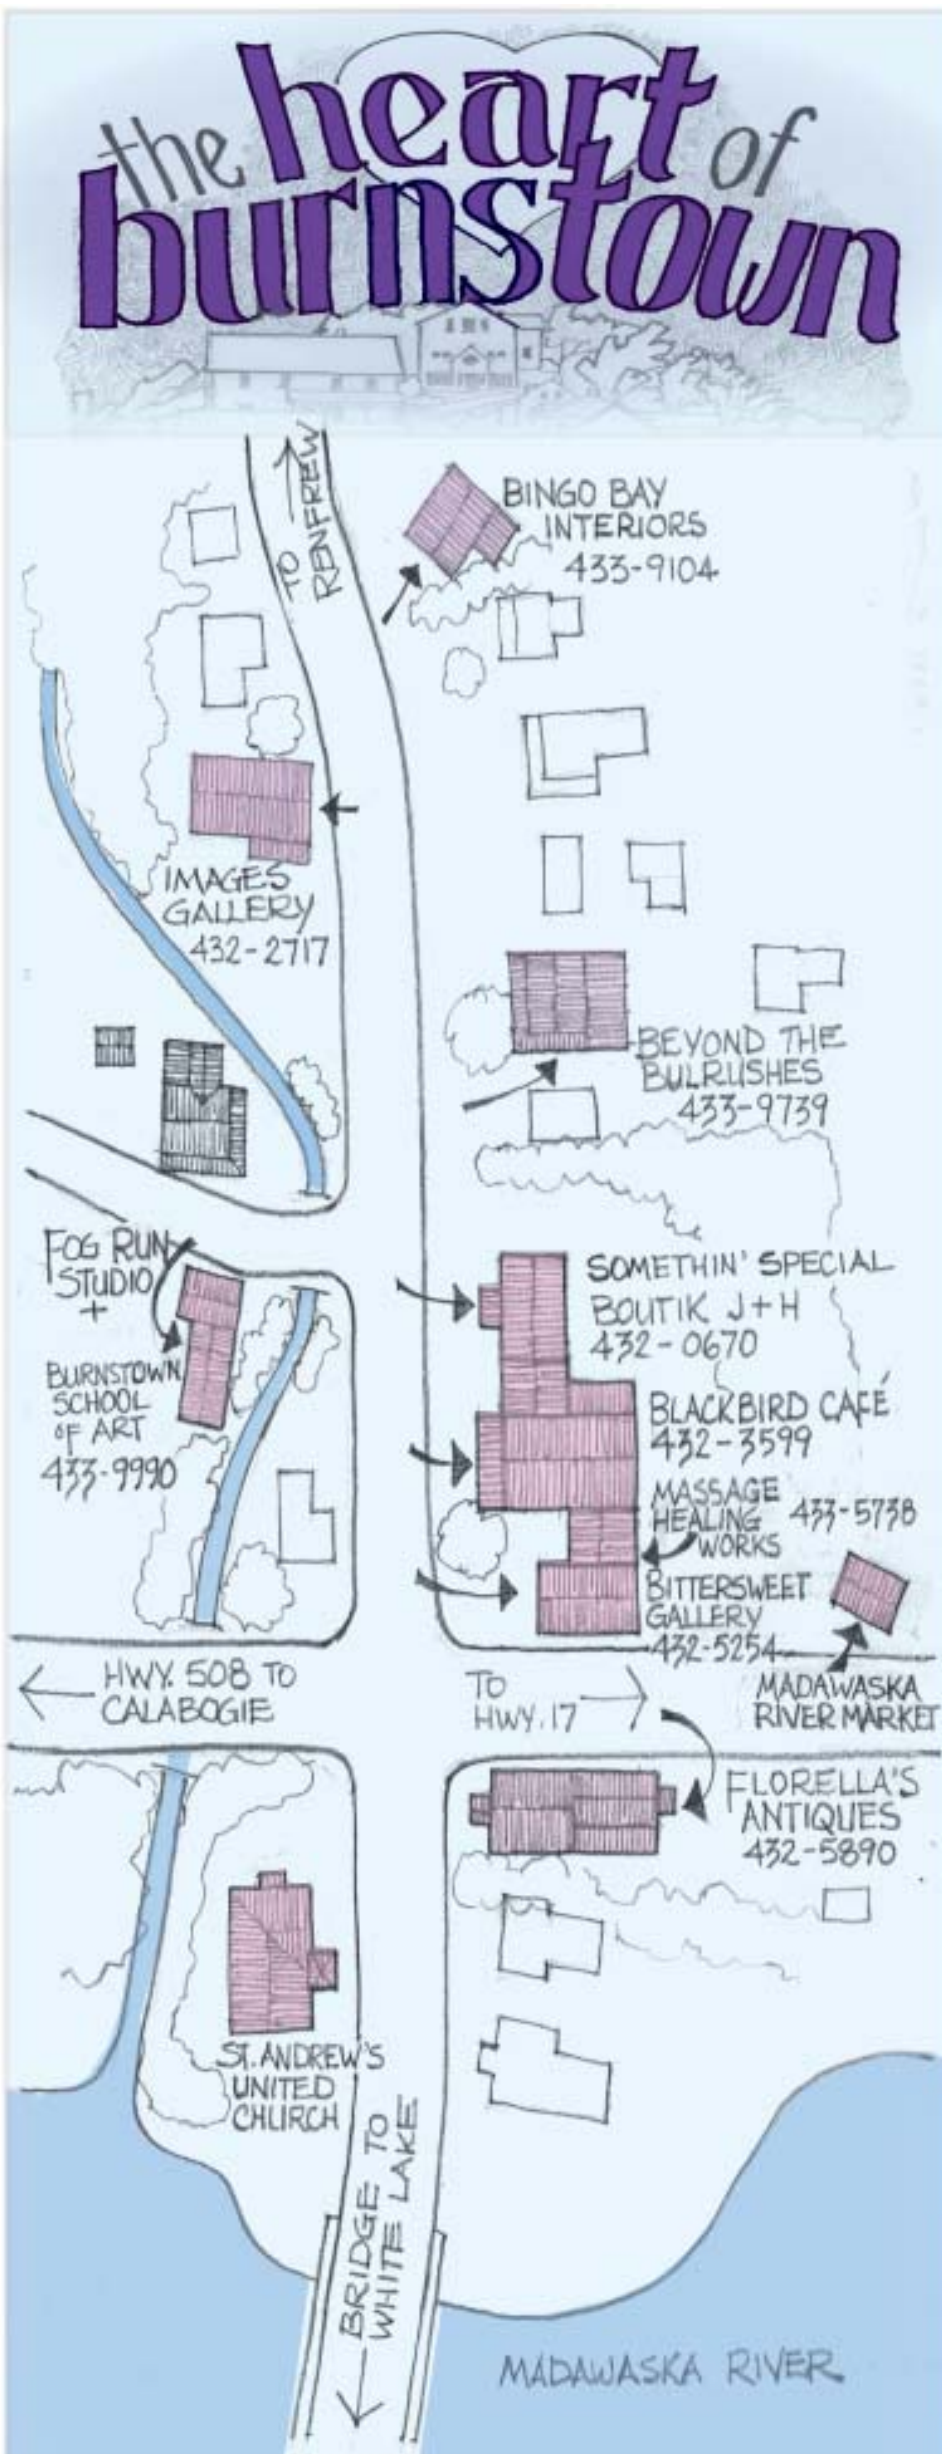 the heart of
burnstown
TO
RENFREW
BINGO BAY
INTERIORS
433-9104
IMAGES
GALLERY
432-2717
BEYOND THE
BULRUSHES
433-9739
FOG RUN
STUDIO
+
BURNSTOWN
SCHOOL
OF ART
433-9990
SOMETHIN' SPECIAL
BOUTIK J+H
432-0670
BLACKBIRD CAFÉ
432-3599
MASSAGE
HEALING
WORKS
433-5738
BITTERSWEET
GALLERY
432-5254
MADAWASKA
RIVER MARKET
HWY. 508 TO
CALABOGIE
TO
HWY. 17
FLORELLA'S
ANTIQUES
432-5890
ST. ANDREW'S
UNITED
CHURCH
BRIDGE TO
WHITE LAKE
MADAWASKA RIVER